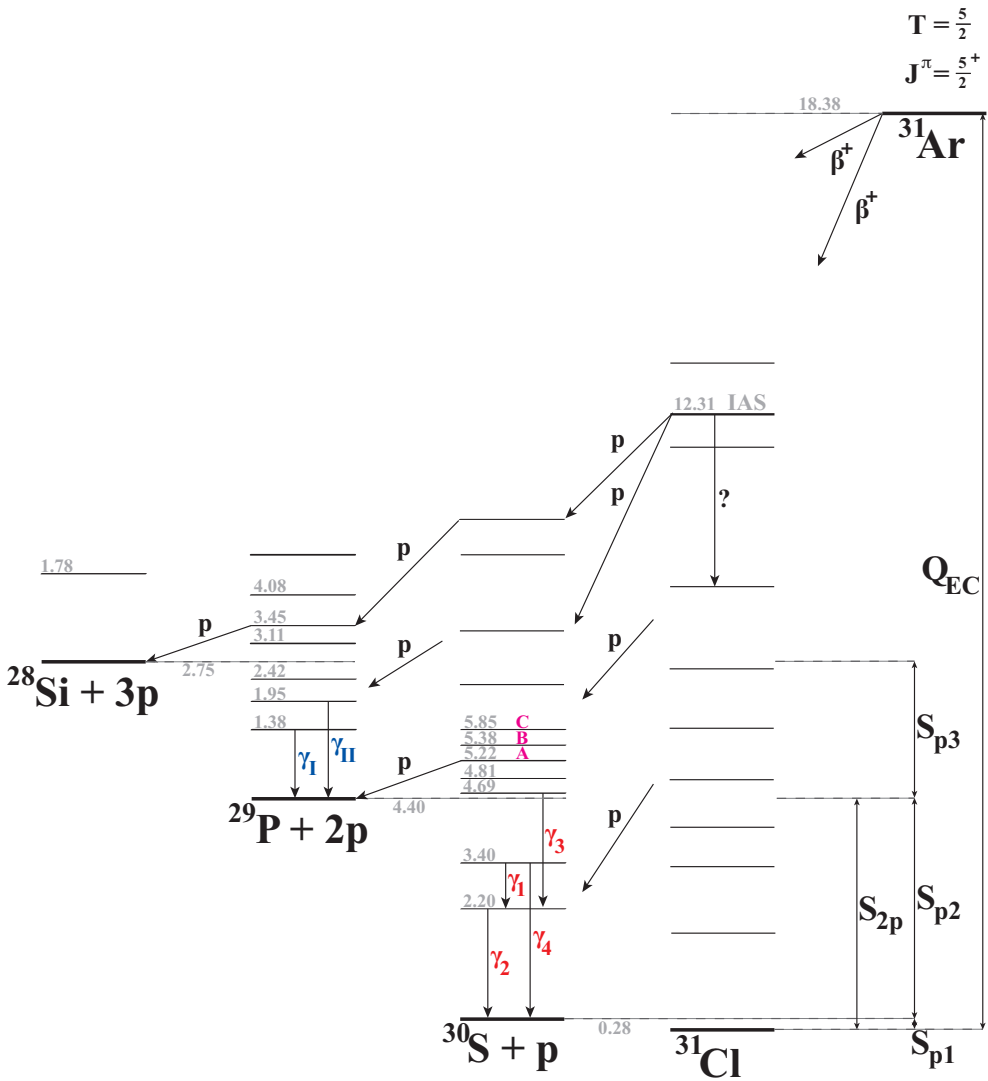 T = 5/2
J^π = 5/2^+
18.38
31Ar
β+
β+
12.31 IAS
p
p
?
p
Q_EC
1.78
4.08
3.45
p
3.11
p
p
28Si + 3p
2.75
2.42
1.95
1.38
γ_I
γ_II
5.85 C
5.38 B
5.22 A
4.81
4.69
p
S_p3
29P + 2p
4.40
γ_3
p
3.40
γ_1
2.20
γ_2
γ_4
S_2p
S_p2
30S + p
0.28
31Cl
S_p1